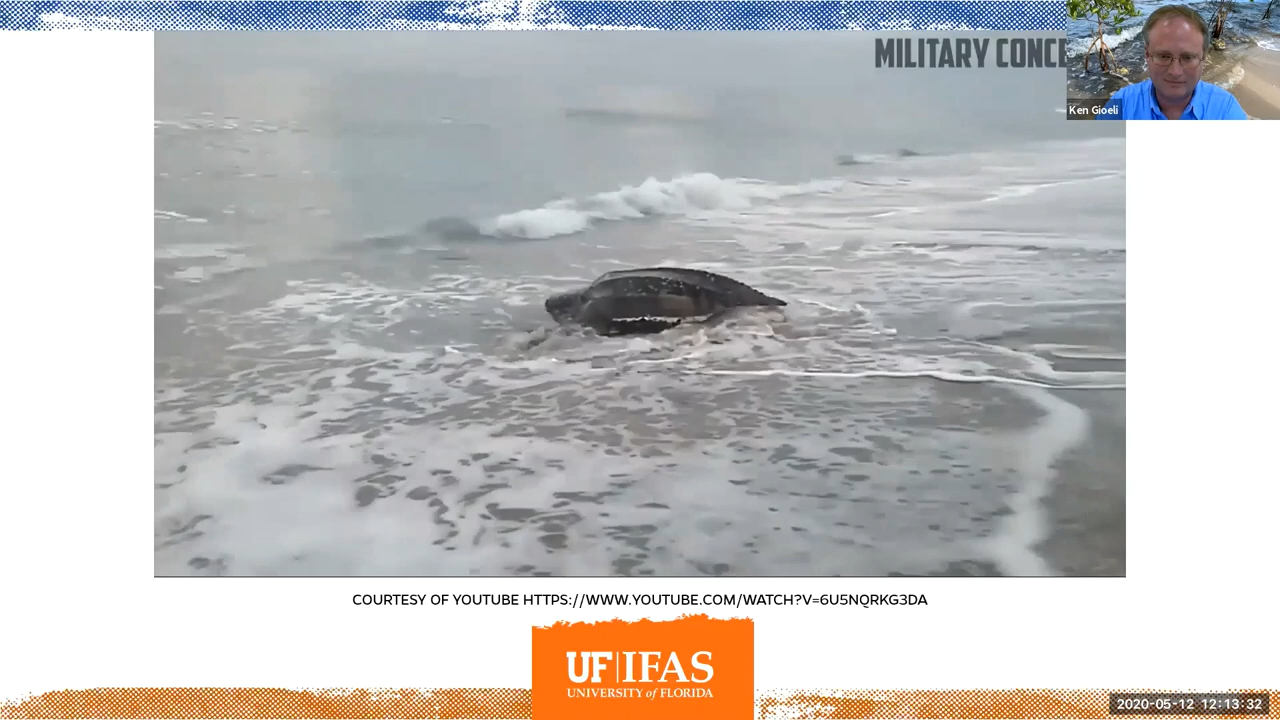 MILITARY CONCE
Ken Gioeli
COURTESY OF YOUTUBE HTTPS://WWW.YOUTUBE.COM/WATCH?V=6U5NQRKG3DA
UF|IFAS
UNIVERSITY of FLORIDA
2020-05-12 12:13:32